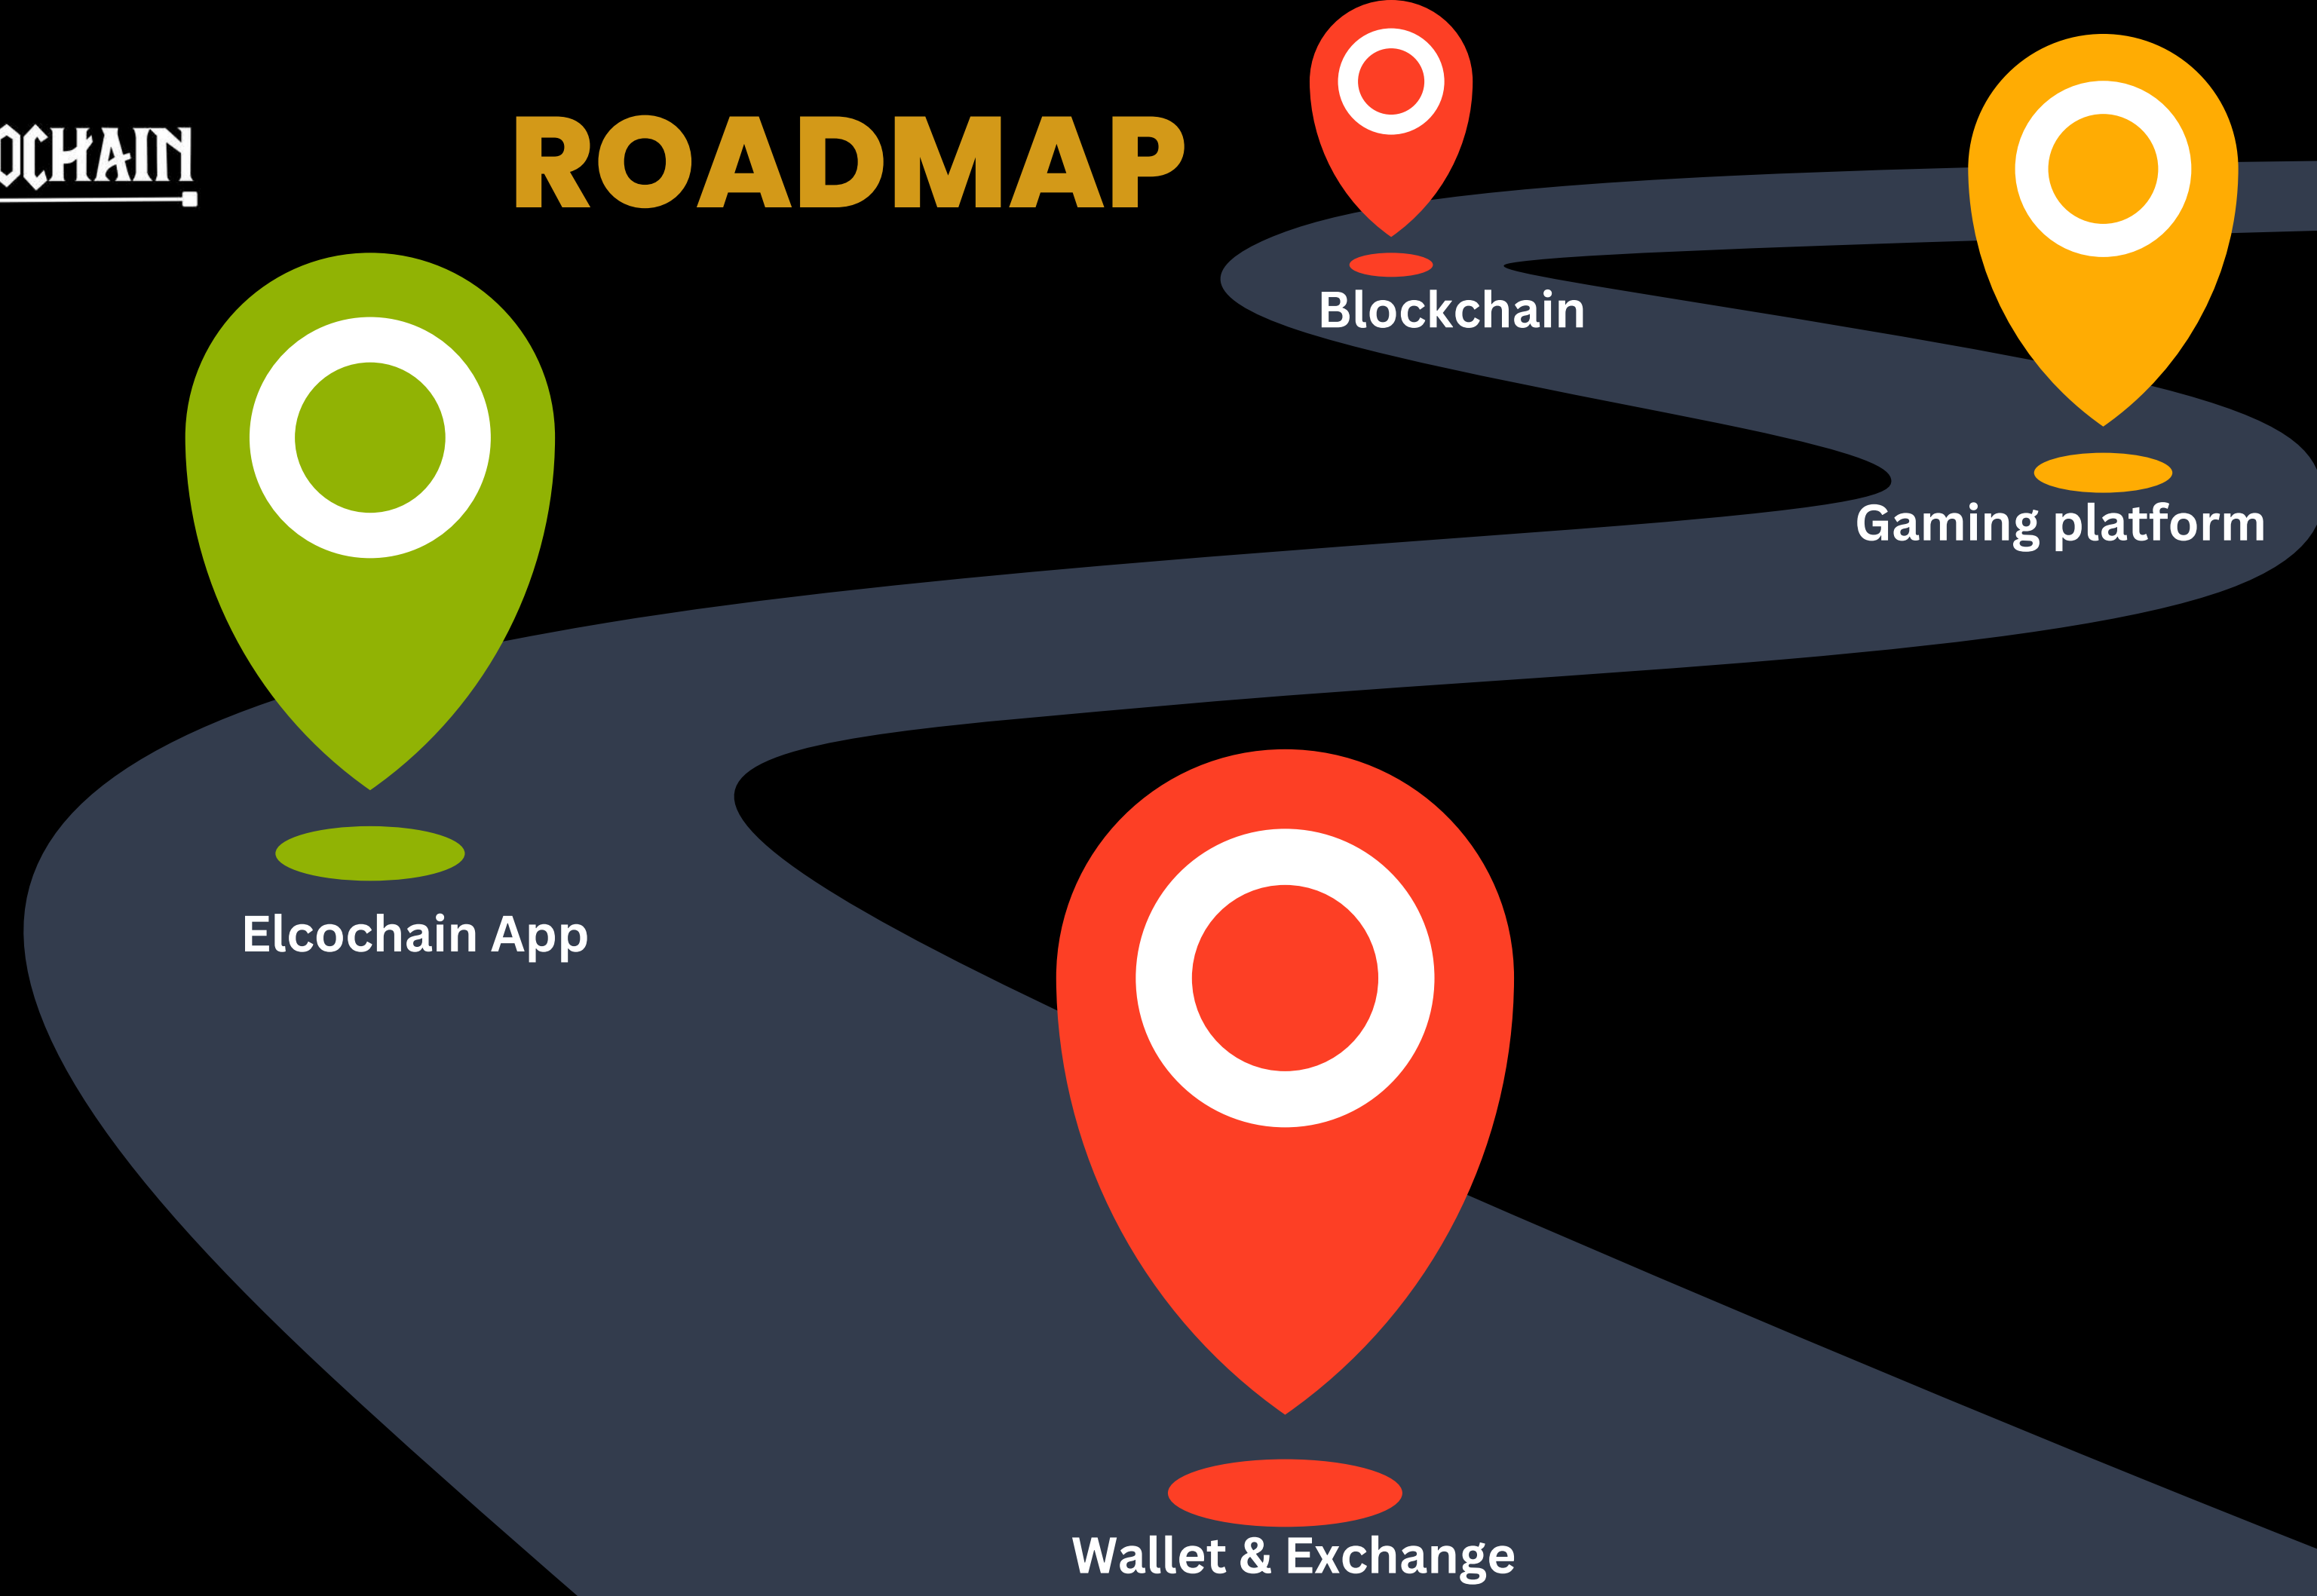 OCHAIN
ROADMAP
Blockchain
Gaming platform
Elcochain App
Wallet & Exchange